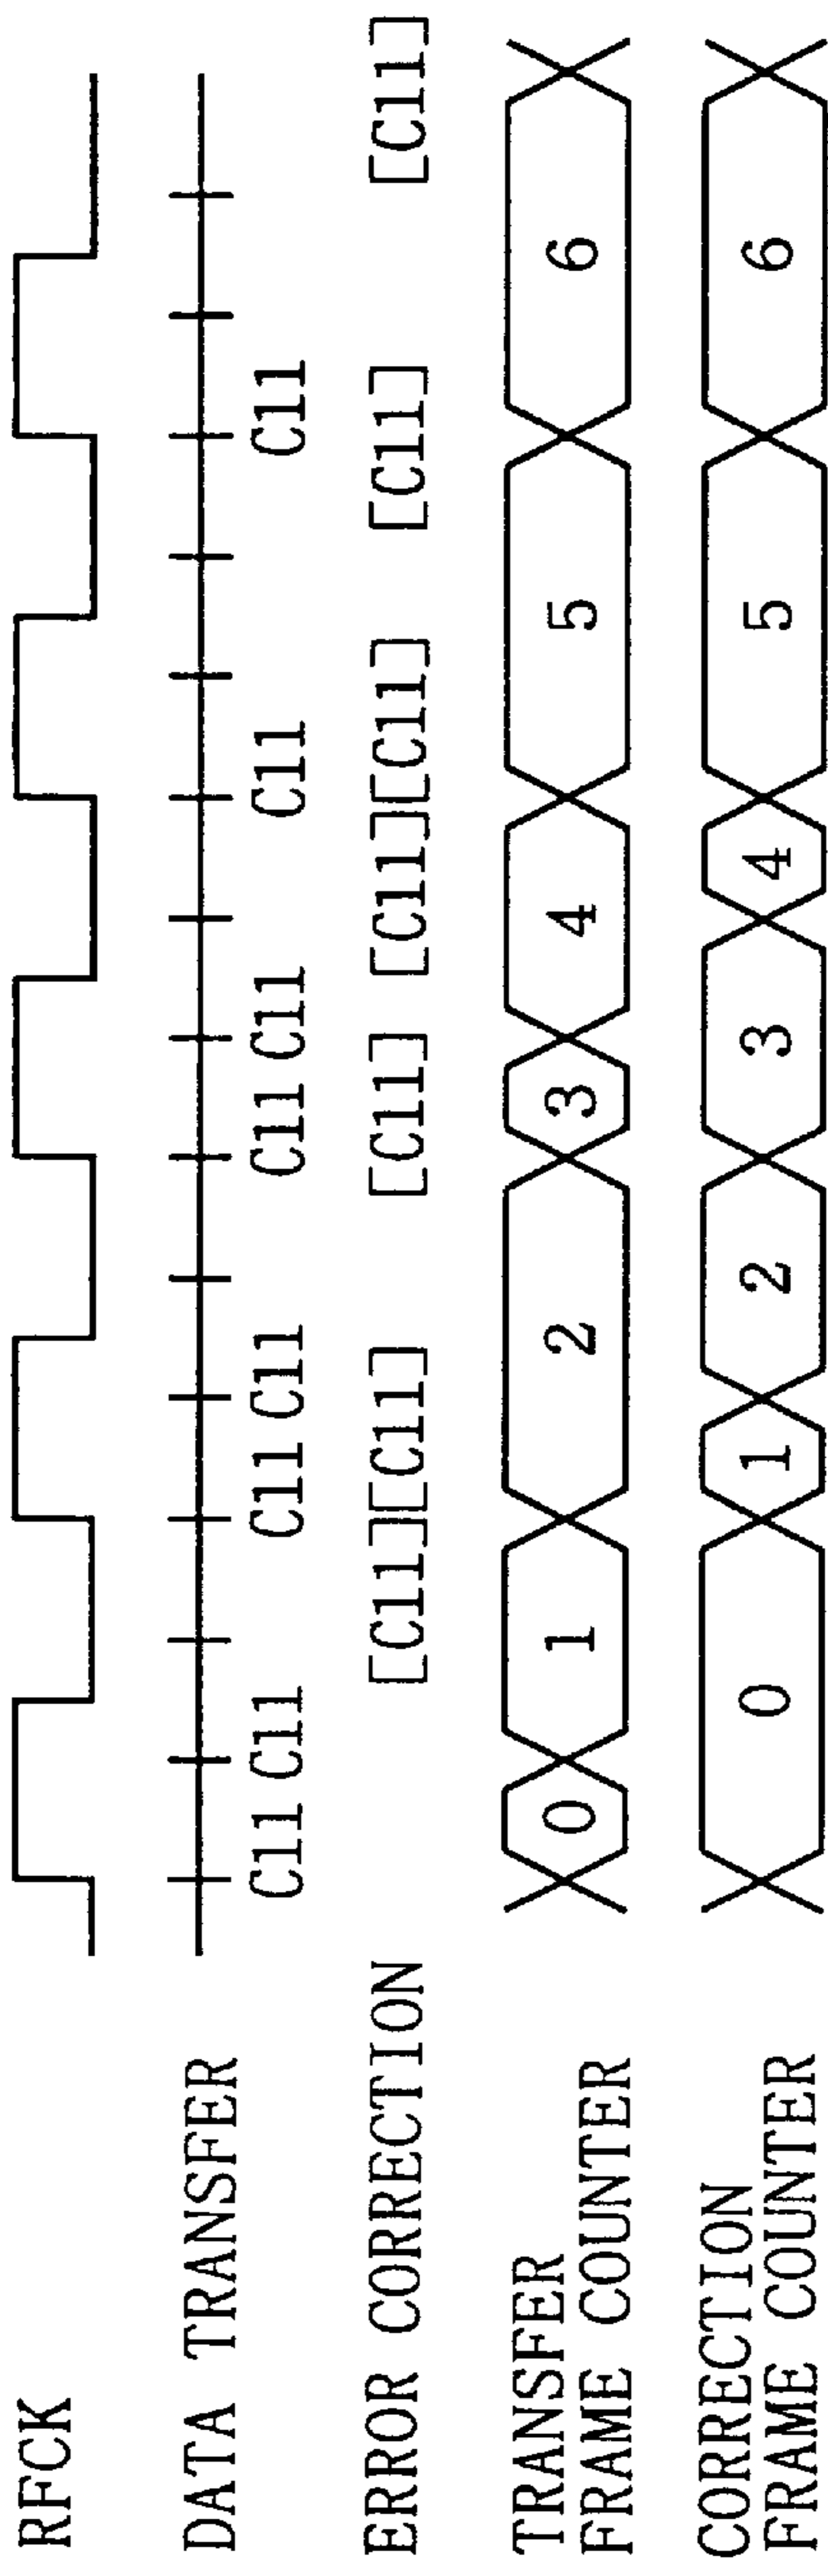 RFCK
DATA TRANSFER
C11 C11 C11 C11 C11 C11 C11 C11
ERROR CORRECTION
[C11][C11] [C11] [C11][C11] [C11] [C11]
TRANSFER
FRAME COUNTER
0 1 2 3 4 5 6
CORRECTION
FRAME COUNTER
0 1 2 3 4 5 6